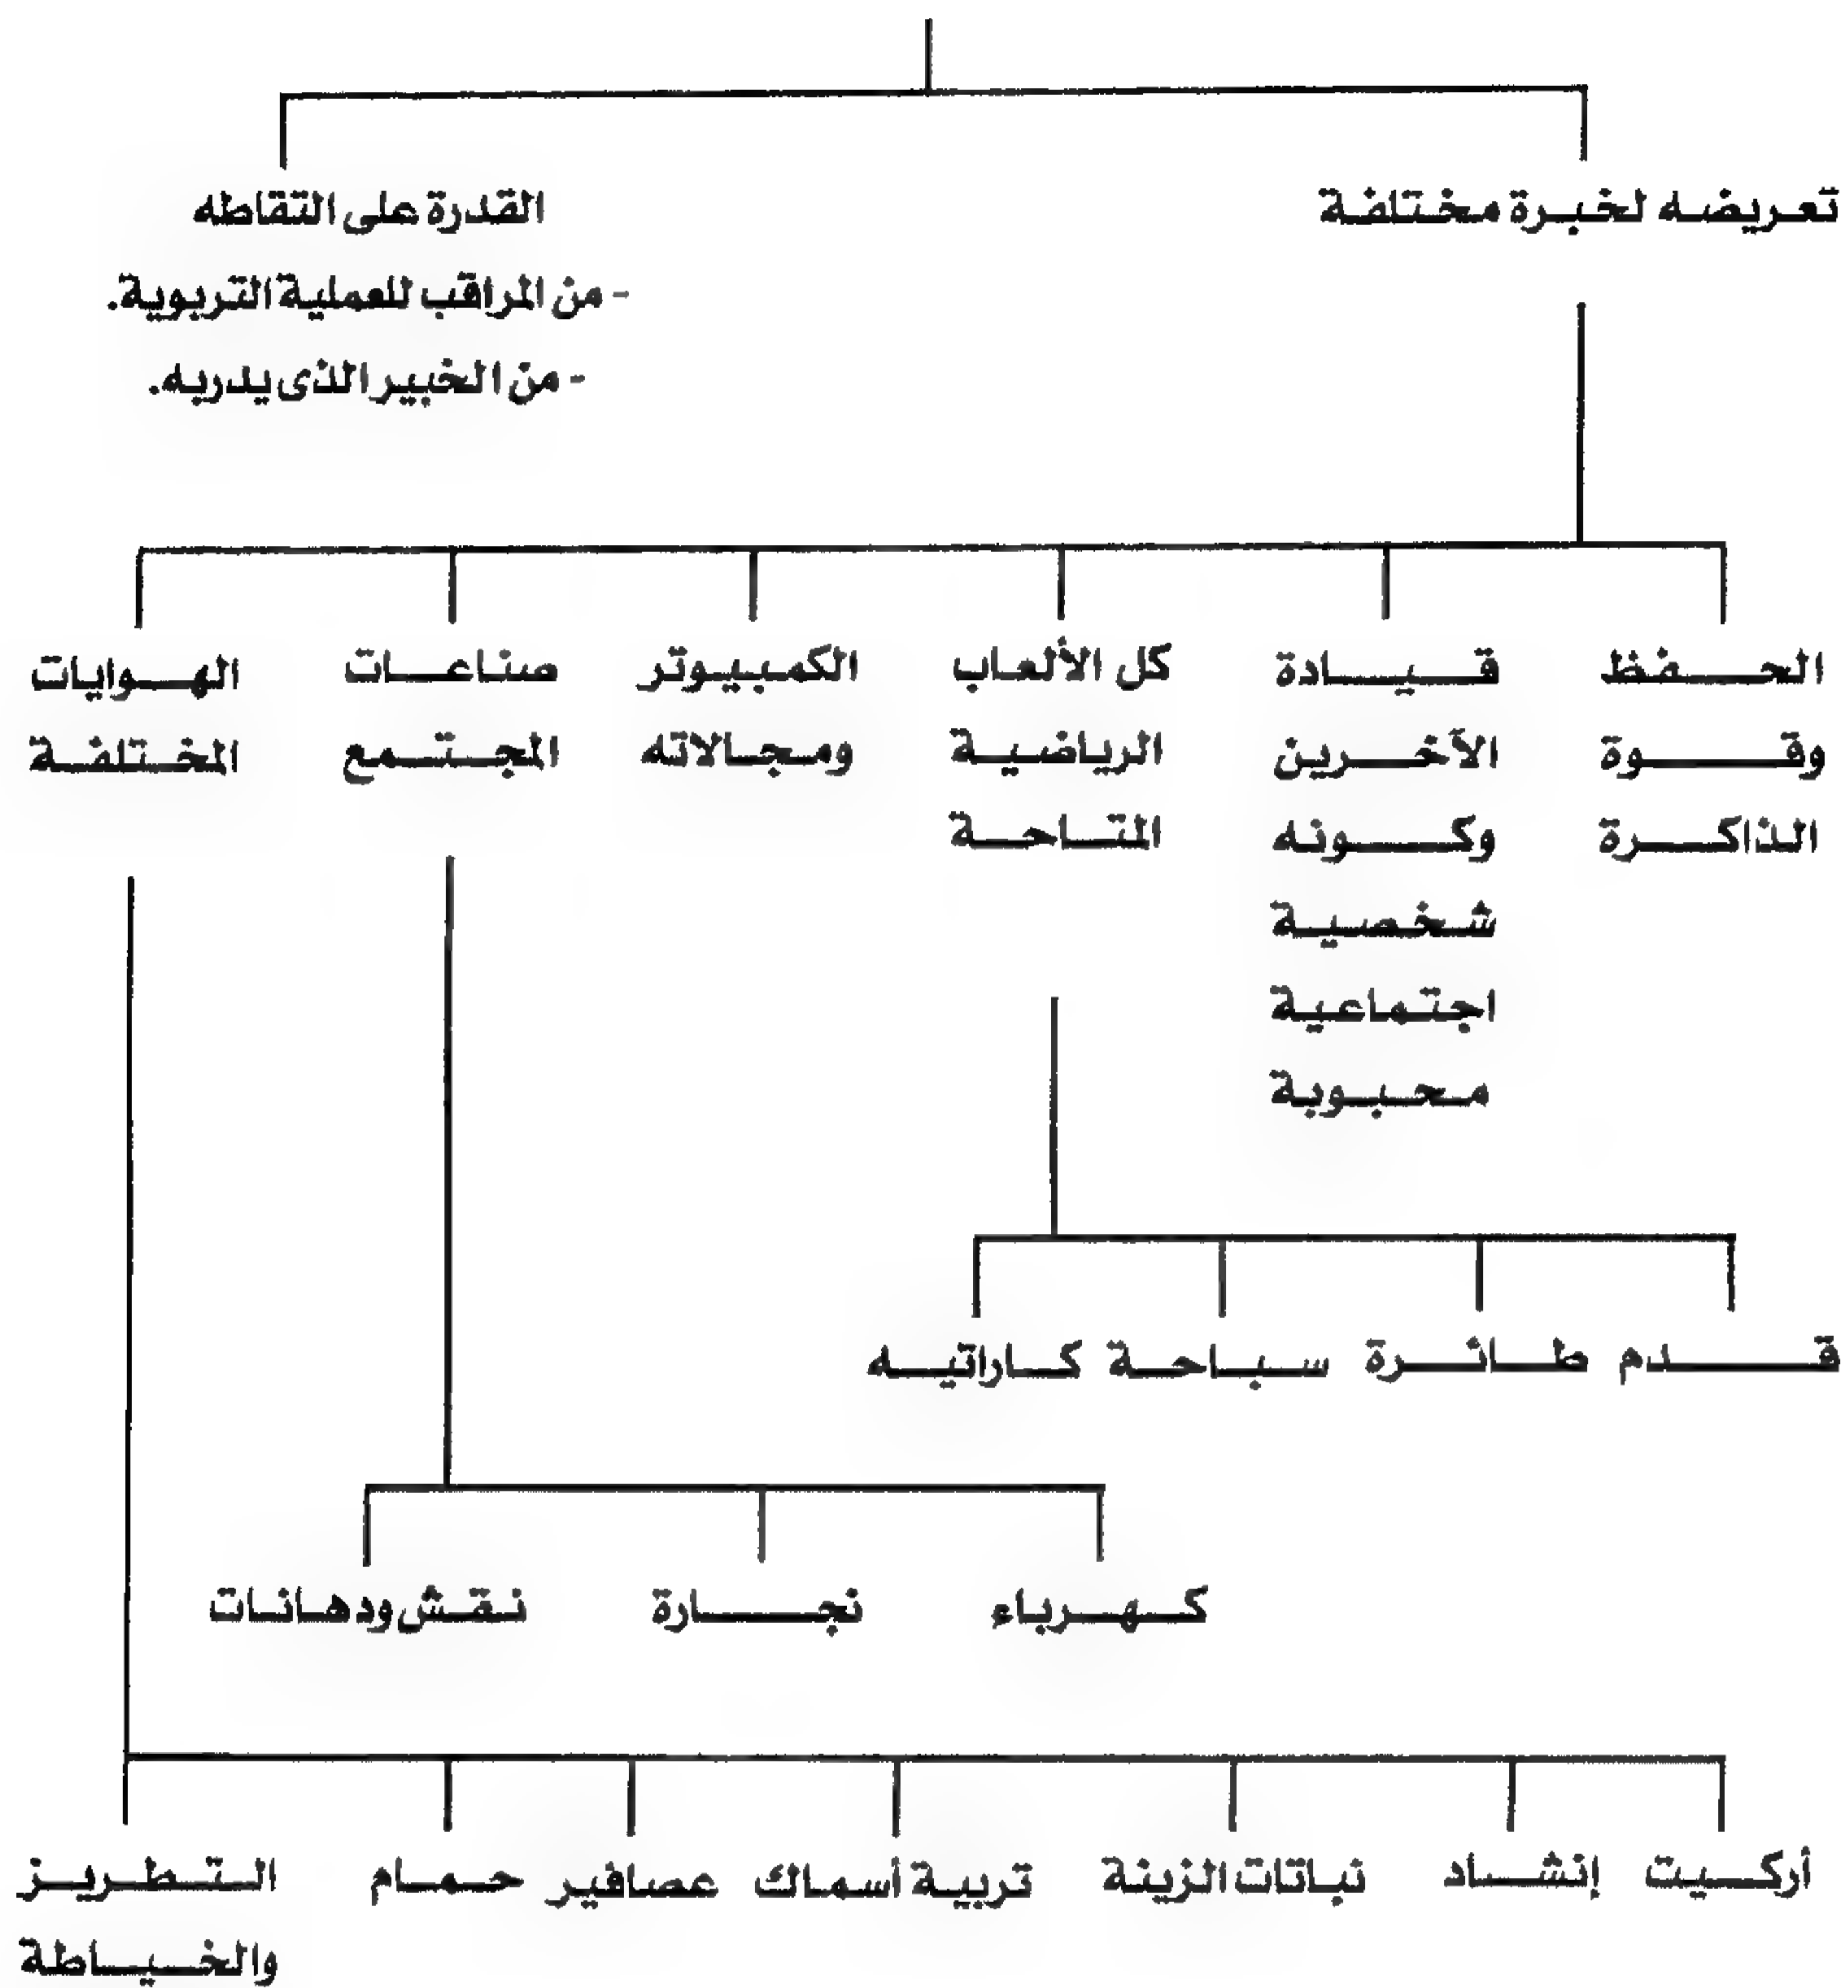 تعريضه لخبرة مختلفة
القدرة على التقاطه
- من المراقب للعملية التربوية.
- من الخبير الذى يدربه.
الحفظ
وقوة
الذاكرة
قيادة
الآخرين
وكونه
شخصية
اجتماعية
محبوبة
كل الألعاب
الرياضية
المتاحة
الكمبيوتر
ومجالاته
صناعات
المجتمع
الهوايات
المختلفة
قدم
طائرة
سباحة
كاراتيه
كهرباء
نجارة
نقش ودهانات
أركيت
إنشاد
نباتات الزينة
تربية أسماك
عصافير
حمام
التطريز
والخياطة